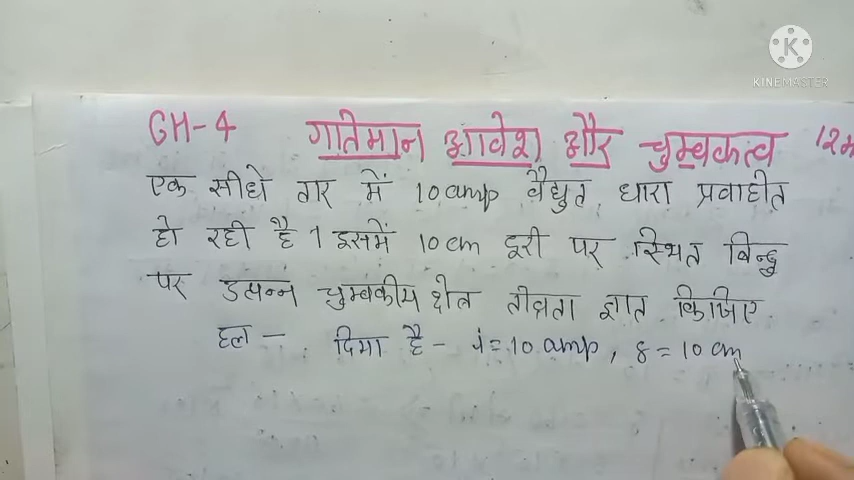 KINEMASTER
CH-4 गतिमान आवेश और चुम्बकत्व 12
एक सीधे तार में 10 amp वैद्युत धारा प्रवाहीत
हो रही है । इसमें 10 cm दूरी पर स्थित बिन्दु
पर उत्पन्न चुम्बकीय क्षेत्र तीव्रता ज्ञात किजिए
हल - दिया है - i = 10 amp, r = 10 cm